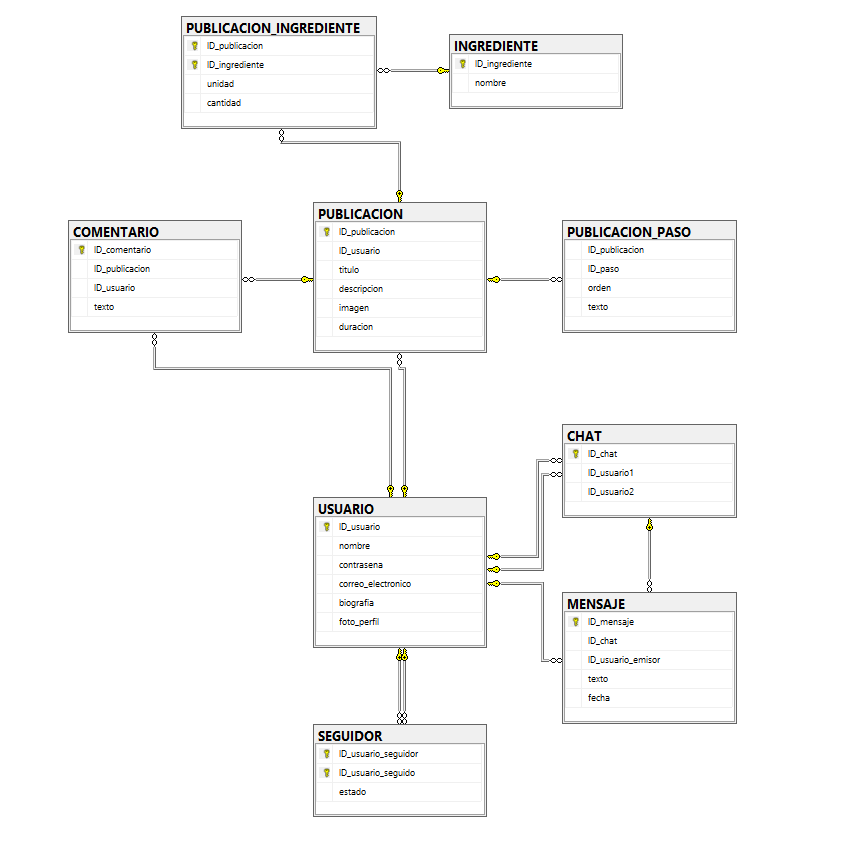 PUBLICACION_INGREDIENTE
ID_publicacion
ID_ingrediente
unidad
cantidad
INGREDIENTE
ID_ingrediente
nombre
COMENTARIO
ID_comentario
ID_publicacion
ID_usuario
texto
PUBLICACION
ID_publicacion
ID_usuario
titulo
descripcion
imagen
duracion
PUBLICACION_PASO
ID_publicacion
ID_paso
orden
texto
CHAT
ID_chat
ID_usuario1
ID_usuario2
USUARIO
ID_usuario
nombre
contrasena
correo_electronico
biografia
foto_perfil
MENSAJE
ID_mensaje
ID_chat
ID_usuario_emisor
texto
fecha
SEGUIDOR
ID_usuario_seguidor
ID_usuario_seguido
estado